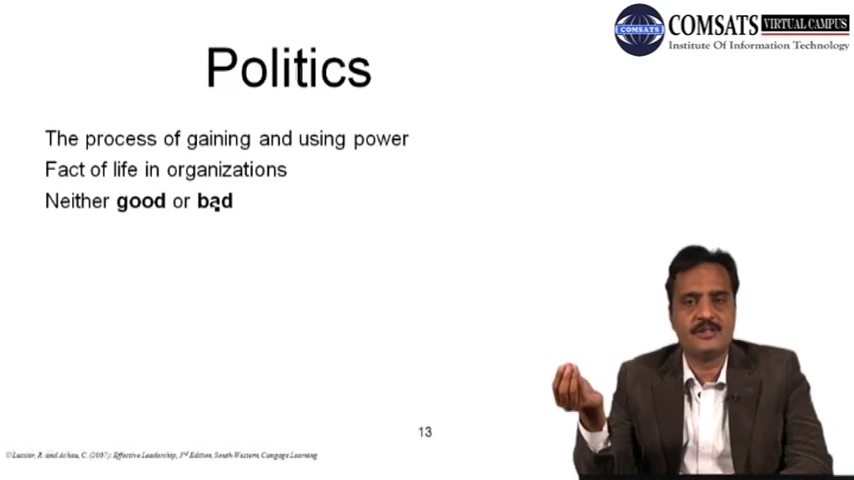 COMSATS VIRTUAL CAMPUS
Institute Of Information Technology
COMSATS
Politics
The process of gaining and using power
Fact of life in organizations
Neither good or bad
13
© Lussier, R. and Achua, C. (2007): Effective Leadership, 3rd Edition, South-Western, Cengage Learning